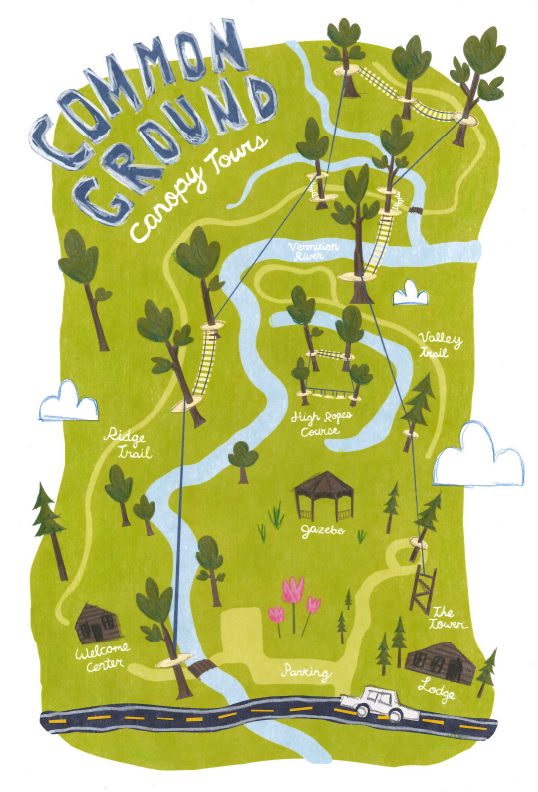 COMMON
GROUND
Canopy Tours
Vermilion
River
Valley
Trail
High Ropes
Course
Ridge
Trail
Gazebo
The
Tower
Welcome
Center
Parking
Lodge